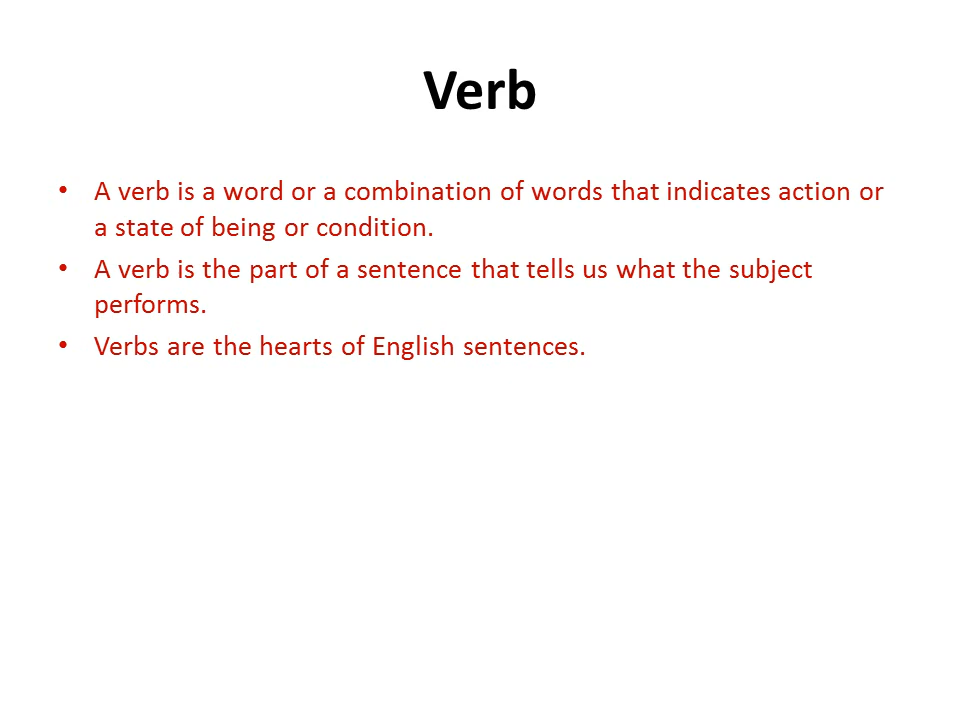 Verb
• A verb is a word or a combination of words that indicates action or
a state of being or condition.
• A verb is the part of a sentence that tells us what the subject
performs.
• Verbs are the hearts of English sentences.